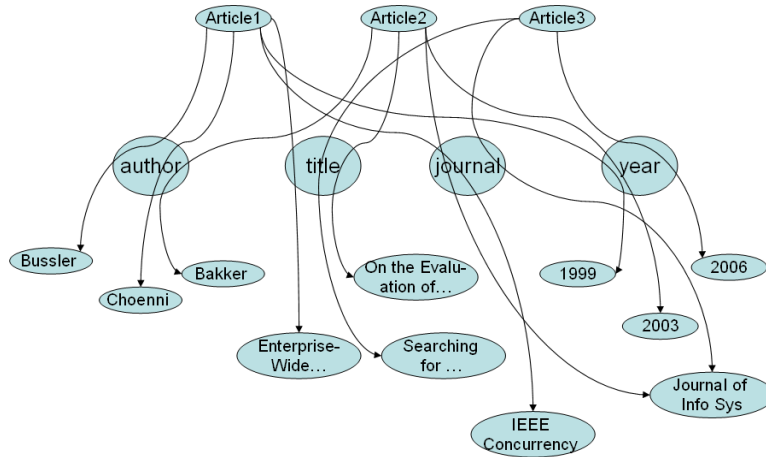 Article1
Article2
Article3
author
title
journal
year
Bussler
Choenni
Bakker
On the Evalu-
ation of...
1999
2006
2003
Enterprise-
Wide...
Searching
for ...
Journal of
Info Sys
IEEE
Concurrency